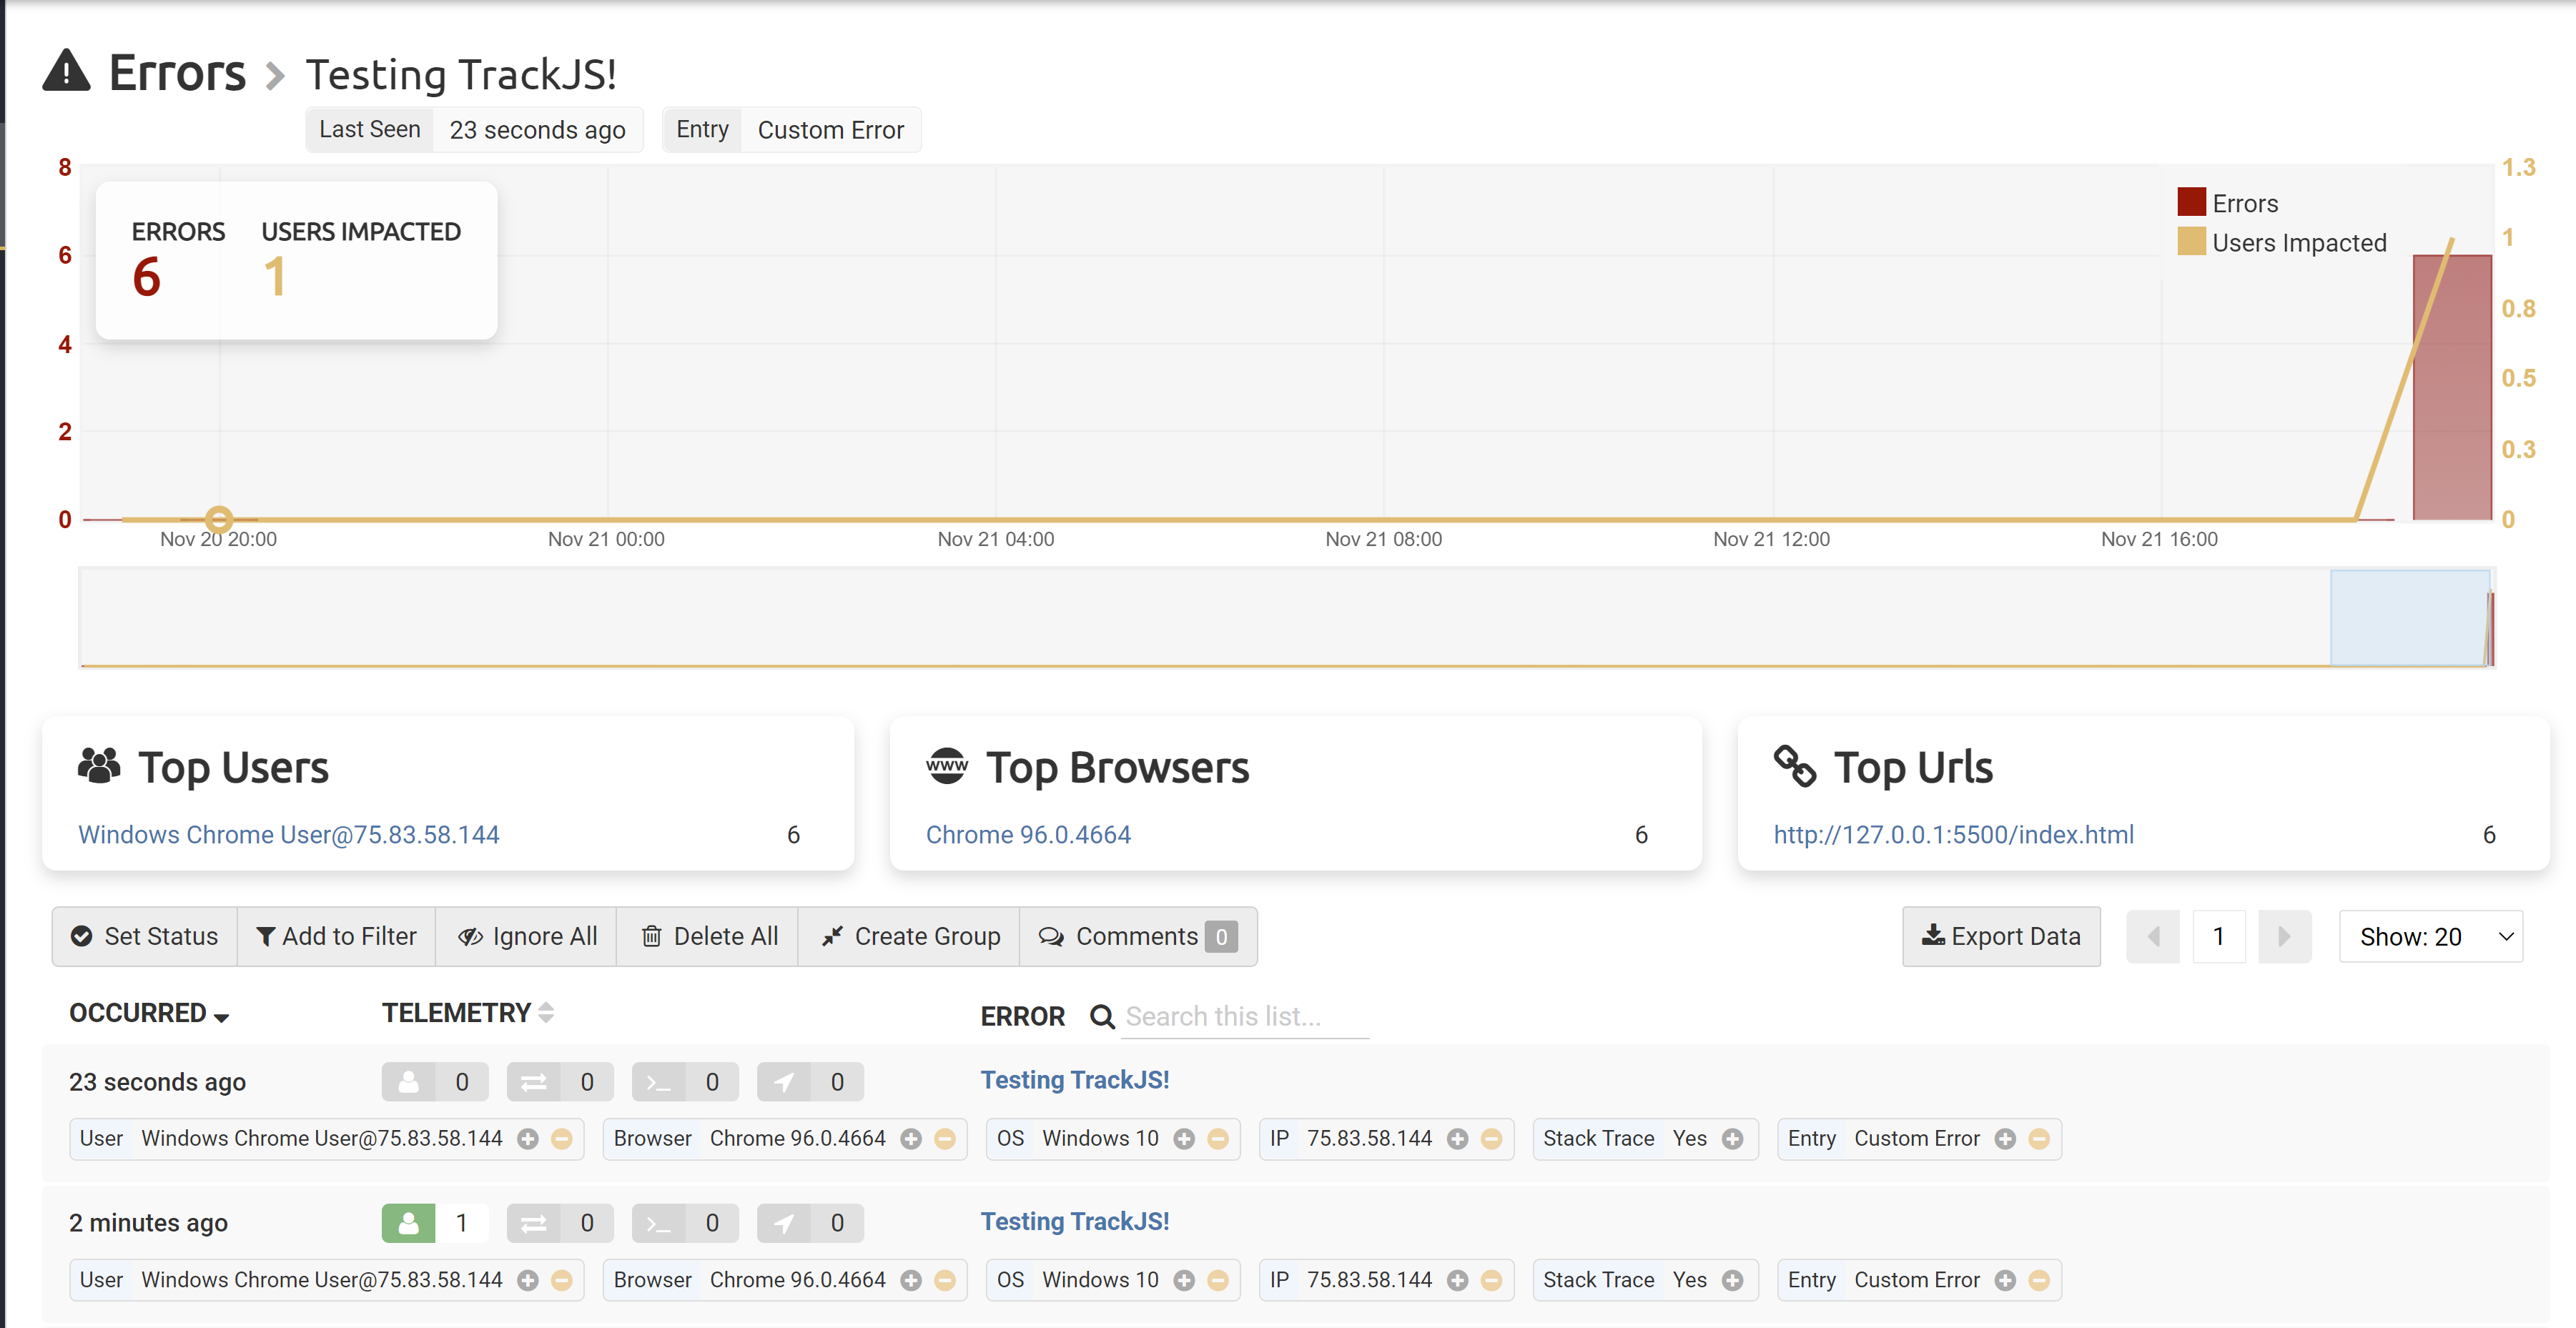 Errors > Testing TrackJS!
Last Seen 23 seconds ago Entry Custom Error
8
6
4
2
0
ERRORS USERS IMPACTED
6 1
Errors
Users Impacted
1.3
1
0.8
0.5
0.3
0
Nov 20 20:00 Nov 21 00:00 Nov 21 04:00 Nov 21 08:00 Nov 21 12:00 Nov 21 16:00
Top Users
Windows Chrome User@75.83.58.144 6
WWW Top Browsers
Chrome 96.0.4664 6
Top Urls
http://127.0.0.1:5500/index.html 6
Set Status Add to Filter Ignore All Delete All Create Group Comments 0 Export Data 1 Show: 20
OCCURRED TELEMETRY ERROR Search this list...
23 seconds ago 0 0 0 0 Testing TrackJS!
User Windows Chrome User@75.83.58.144 Browser Chrome 96.0.4664 OS Windows 10 IP 75.83.58.144 Stack Trace Yes Entry Custom Error
2 minutes ago 1 0 0 0 Testing TrackJS!
User Windows Chrome User@75.83.58.144 Browser Chrome 96.0.4664 OS Windows 10 IP 75.83.58.144 Stack Trace Yes Entry Custom Error